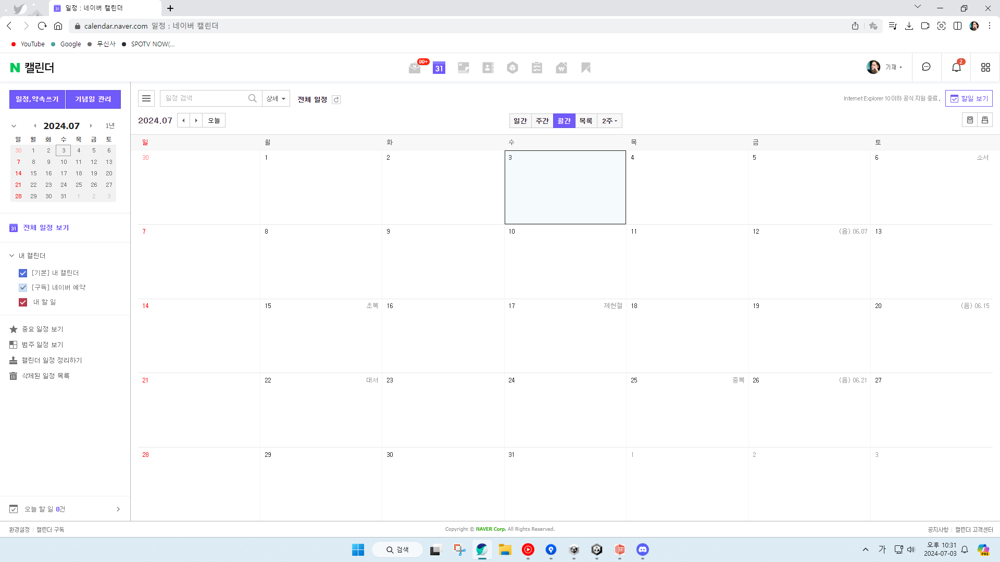 일정 : 네이버 캘린더
calendar.naver.com 일정 : 네이버 캘린더
YouTube Google 무신사 SPOTV NOW(...
N 캘린더 99+ 31 기재 2
일정,약속쓰기 기념일 관리
일정 검색 상세 전체 일정 Internet Explorer 10 이하 공식 지원 종료. 할일 보기
2024.07 오늘 일간 주간 월간 목록 2주
2024.07 1년
일 월 화 수 목 금 토
30 1 2 3 4 5 6
7 8 9 10 11 12 13
14 15 16 17 18 19 20
21 22 23 24 25 26 27
28 29 30 31 1 2 3
31 전체 일정 보기
내 캘린더
[기본] 내 캘린더
[구독] 네이버 예약
내 할 일
중요 일정 보기
범주 일정 보기
캘린더 일정 정리하기
삭제된 일정 목록
오늘 할 일 0건
일 월 화 수 목 금 토
30 1 2 3 4 5 6 소서
7 8 9 10 11 12 (음) 06.07 13
14 15 초복 16 17 제헌절 18 19 20 (음) 06.15
21 22 대서 23 24 25 중복 26 (음) 06.21 27
28 29 30 31 1 2 3
환경설정 캘린더 구독 Copyright © NAVER Corp. All Rights Reserved. 공지사항 캘린더 고객센터
검색 가 오후 10:31
2024-07-03
PRE